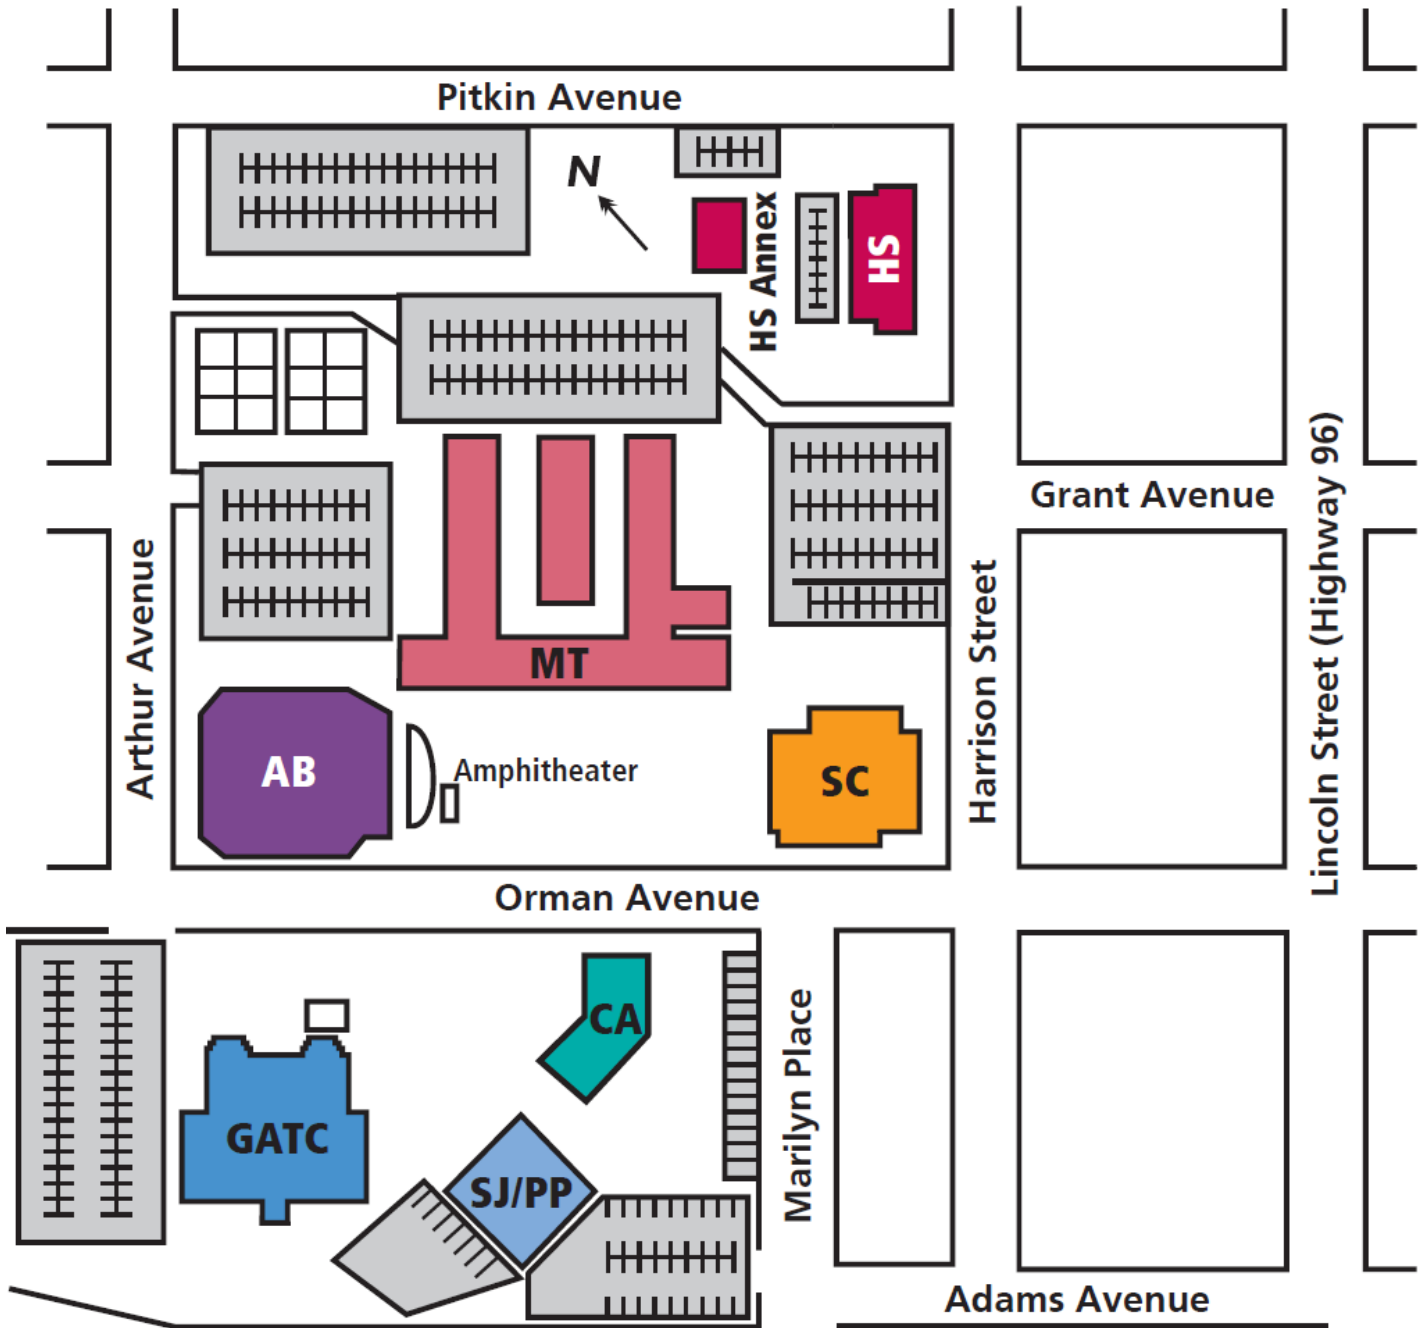 Pitkin Avenue
N
HS Annex
HS
Grant Avenue
Lincoln Street (Highway 96)
Arthur Avenue
Harrison Street
MT
AB
Amphitheater
SC
Orman Avenue
CA
Marilyn Place
GATC
SJ/PP
Adams Avenue